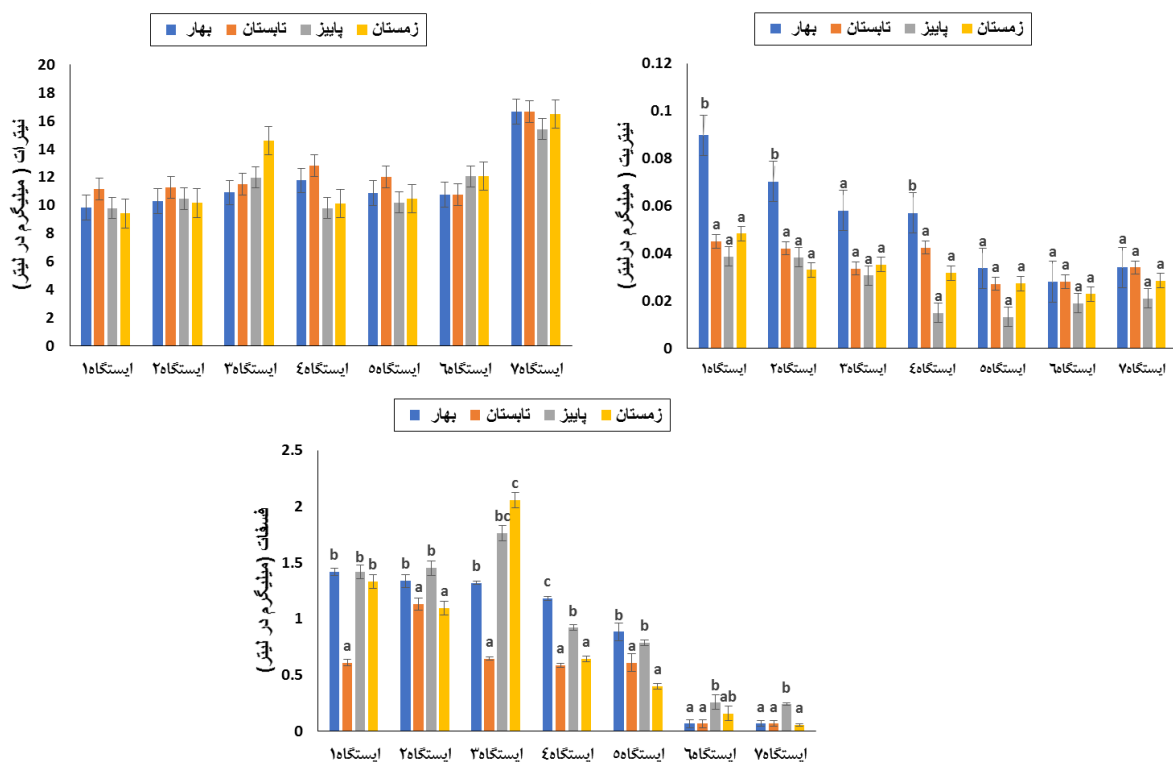 بهار تابستان پاییز زمستان
نیترات ( میلیگرم در لیتر)
20
18
16
14
12
10
8
6
4
2
0
ایستگاه۱ ایستگاه۲ ایستگاه۳ ایستگاه٤ ایستگاه٥ ایستگاه٦ ایستگاه۷
بهار تابستان پاییز زمستان
نیتریت ( میلیگرم درلیتر)
0.12
0.1
0.08
0.06
0.04
0.02
0
b a a a
b a a a
a a a a
b a a a
a a a a
a a a a
a a a a
ایستگاه۱ ایستگاه۲ ایستگاه۳ ایستگاه٤ ایستگاه٥ ایستگاه٦ ایستگاه۷
بهار تابستان پاییز زمستان
فسفات (میلیگرم در لیتر)
2.5
2
1.5
1
0.5
0
b a b b
b a b a
b a bc c
c a b a
b a b a
a a b ab
a a b a
ایستگاه۱ ایستگاه۲ ایستگاه۳ ایستگاه٤ ایستگاه٥ ایستگاه٦ ایستگاه۷